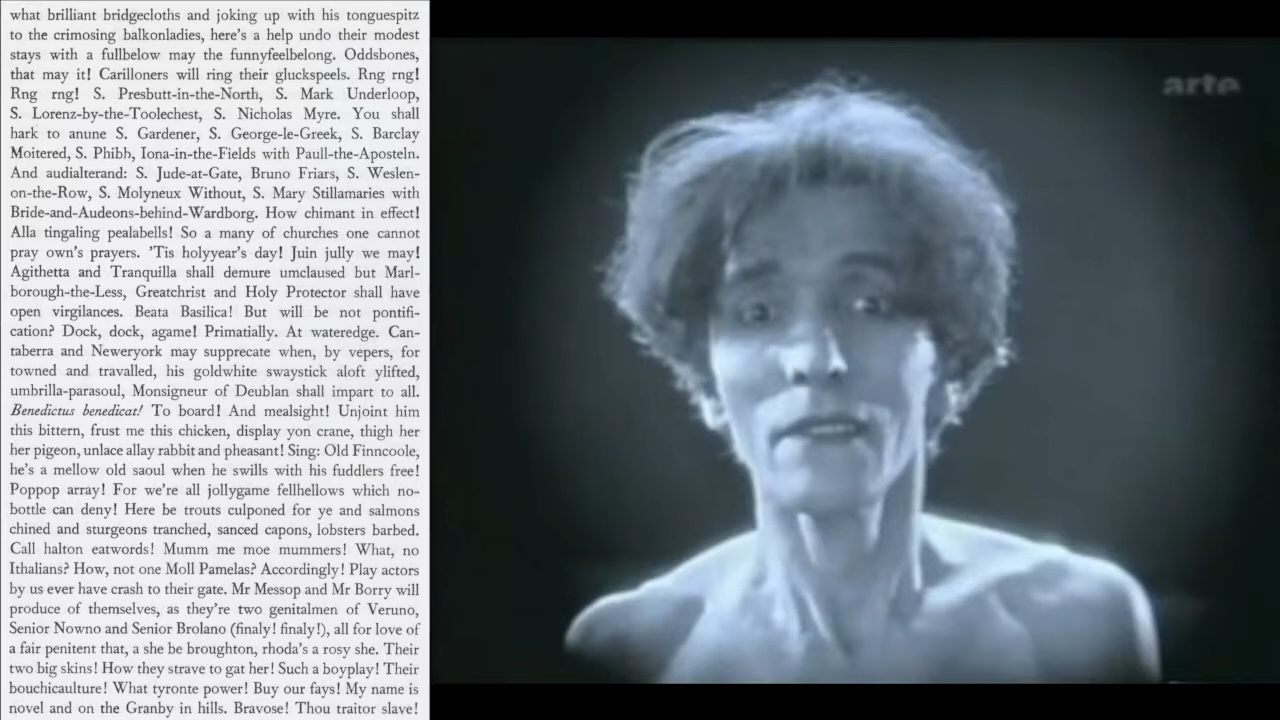 what brilliant bridgecloths and joking up with his tonguespitz
to the crimosing balkonladies, here's a help undo their modest
stays with a fullbelow may the funnyfeelbelong. Oddsbones,
that may it! Carilloners will ring their gluckspeels. Rng rng!
Rng rng! S. Presbutt-in-the-North, S. Mark Underloop,
S. Lorenz-by-the-Toolechest, S. Nicholas Myre. You shall
hark to anune S. Gardener, S. George-le-Greek, S. Barclay
Moitered, S. Phibh, Iona-in-the-Fields with Paull-the-Aposteln.
And audialterand: S. Jude-at-Gate, Bruno Friars, S. Weslen-
on-the-Row, S. Molyneux Without, S. Mary Stillamaries with
Bride-and-Audeons-behind-Wardborg. How chimant in effect!
Alla tingaling pealabells! So a many of churches one cannot
pray own's prayers. 'Tis holyyear's day! Juin jully we may!
Agithetta and Tranquilla shall demure umclaused but Marl-
borough-the-Less, Greatchrist and Holy Protector shall have
open virgilances. Beata Basilica! But will be not pontifi-
cation? Dock, dock, agame! Primatially. At wateredge. Can-
taberra and Neweryork may supprecate when, by vepers, for
towned and travalled, his goldwhite swaystick aloft ylifted,
umbrilla-parasoul, Monsigneur of Deublan shall impart to all.
Benedictus benedicat! To board! And mealsight! Unjoint him
this bittern, frust me this chicken, display yon crane, thigh her
her pigeon, unlace allay rabbit and pheasant! Sing: Old Finncoole,
he's a mellow old saoul when he swills with his fuddlers free!
Poppop array! For we're all jollygame fellhellows which no-
bottle can deny! Here be trouts culponed for ye and salmons
chined and sturgeons tranched, sanced capons, lobsters barbed.
Call halton eatwords! Mumm me moe mummers! What, no
Ithalians? How, not one Moll Pamelas? Accordingly! Play actors
by us ever have crash to their gate. Mr Messop and Mr Borry will
produce of themselves, as they're two genitalmen of Veruno,
Senior Nowno and Senior Brolano (finaly! finaly!), all for love of
a fair penitent that, a she be broughton, rhoda's a rosy she. Their
two big skins! How they strave to gat her! Such a boyplay! Their
bouchicaulture! What tyronte power! Buy our fays! My name is
novel and on the Granby in hills. Bravose! Thou traitor slave!
arte